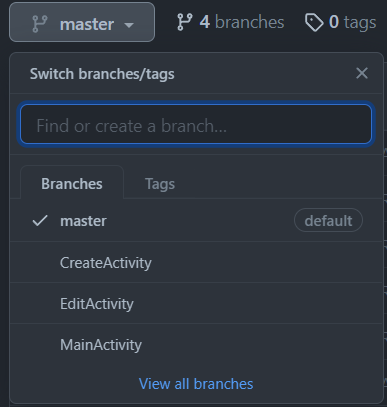 master 4 branches 0 tags
Switch branches/tags
Find or create a branch...
Branches Tags
master default
CreateActivity
EditActivity
MainActivity
View all branches